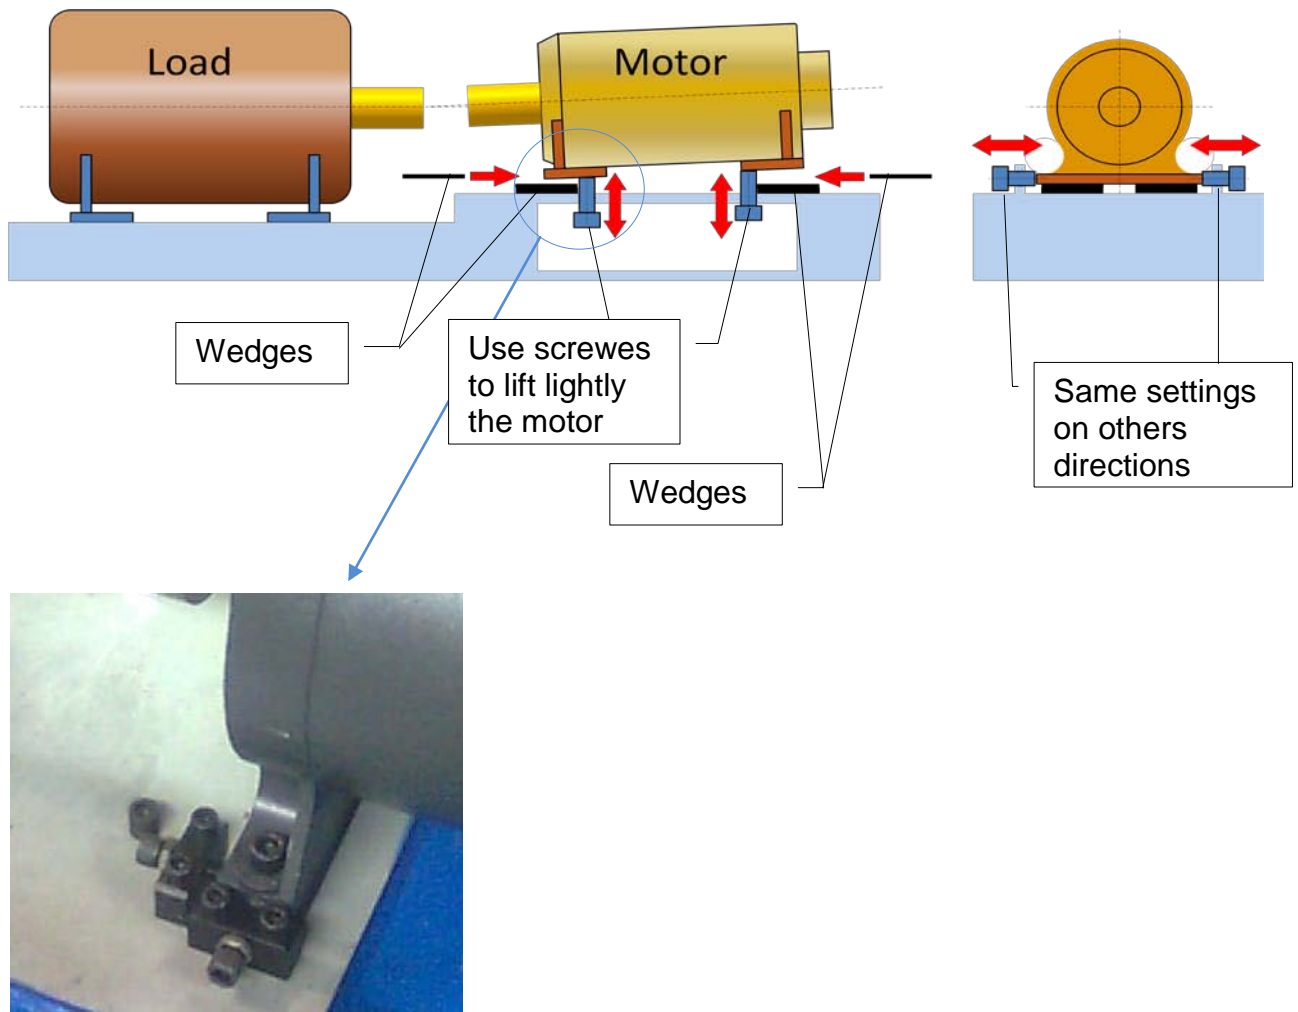 Load
Motor
Wedges
Use screwes
to lift lightly
the motor
Wedges
Same settings
on others
directions